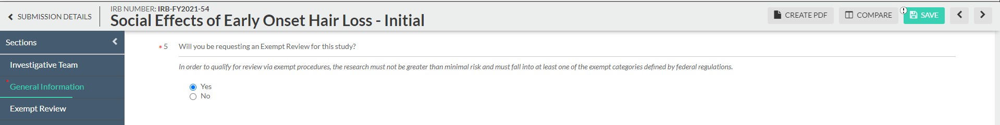 IRB NUMBER: IRB-FY2021-54
SUBMISSION DETAILS
Social Effects of Early Onset Hair Loss - Initial
CREATE PDF
COMPARE
SAVE
Sections
Investigative Team
* General Information
Exempt Review
* 5 Will you be requesting an Exempt Review for this study?
In order to qualify for review via exempt procedures, the research must not be greater than minimal risk and must fall into at least one of the exempt categories defined by federal regulations.
Yes
No